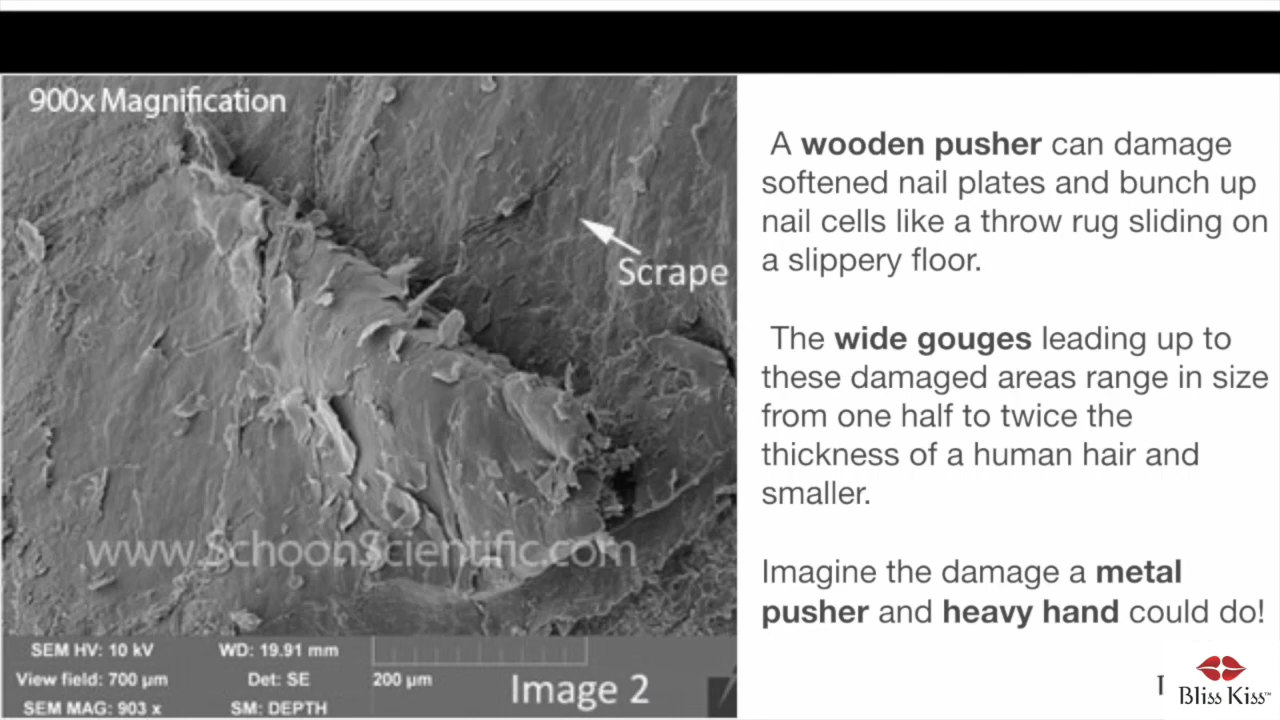 900x Magnification
Scrape
www.SchoonScientific.com
SEM HV: 10 kV
WD: 19.91 mm
View field: 700 µm
Det: SE
200 µm
SEM MAG: 903 x
SM: DEPTH
Image 2
A wooden pusher can damage
softened nail plates and bunch up
nail cells like a throw rug sliding on
a slippery floor.
The wide gouges leading up to
these damaged areas range in size
from one half to twice the
thickness of a human hair and
smaller.
Imagine the damage a metal
pusher and heavy hand could do!
Bliss Kiss™